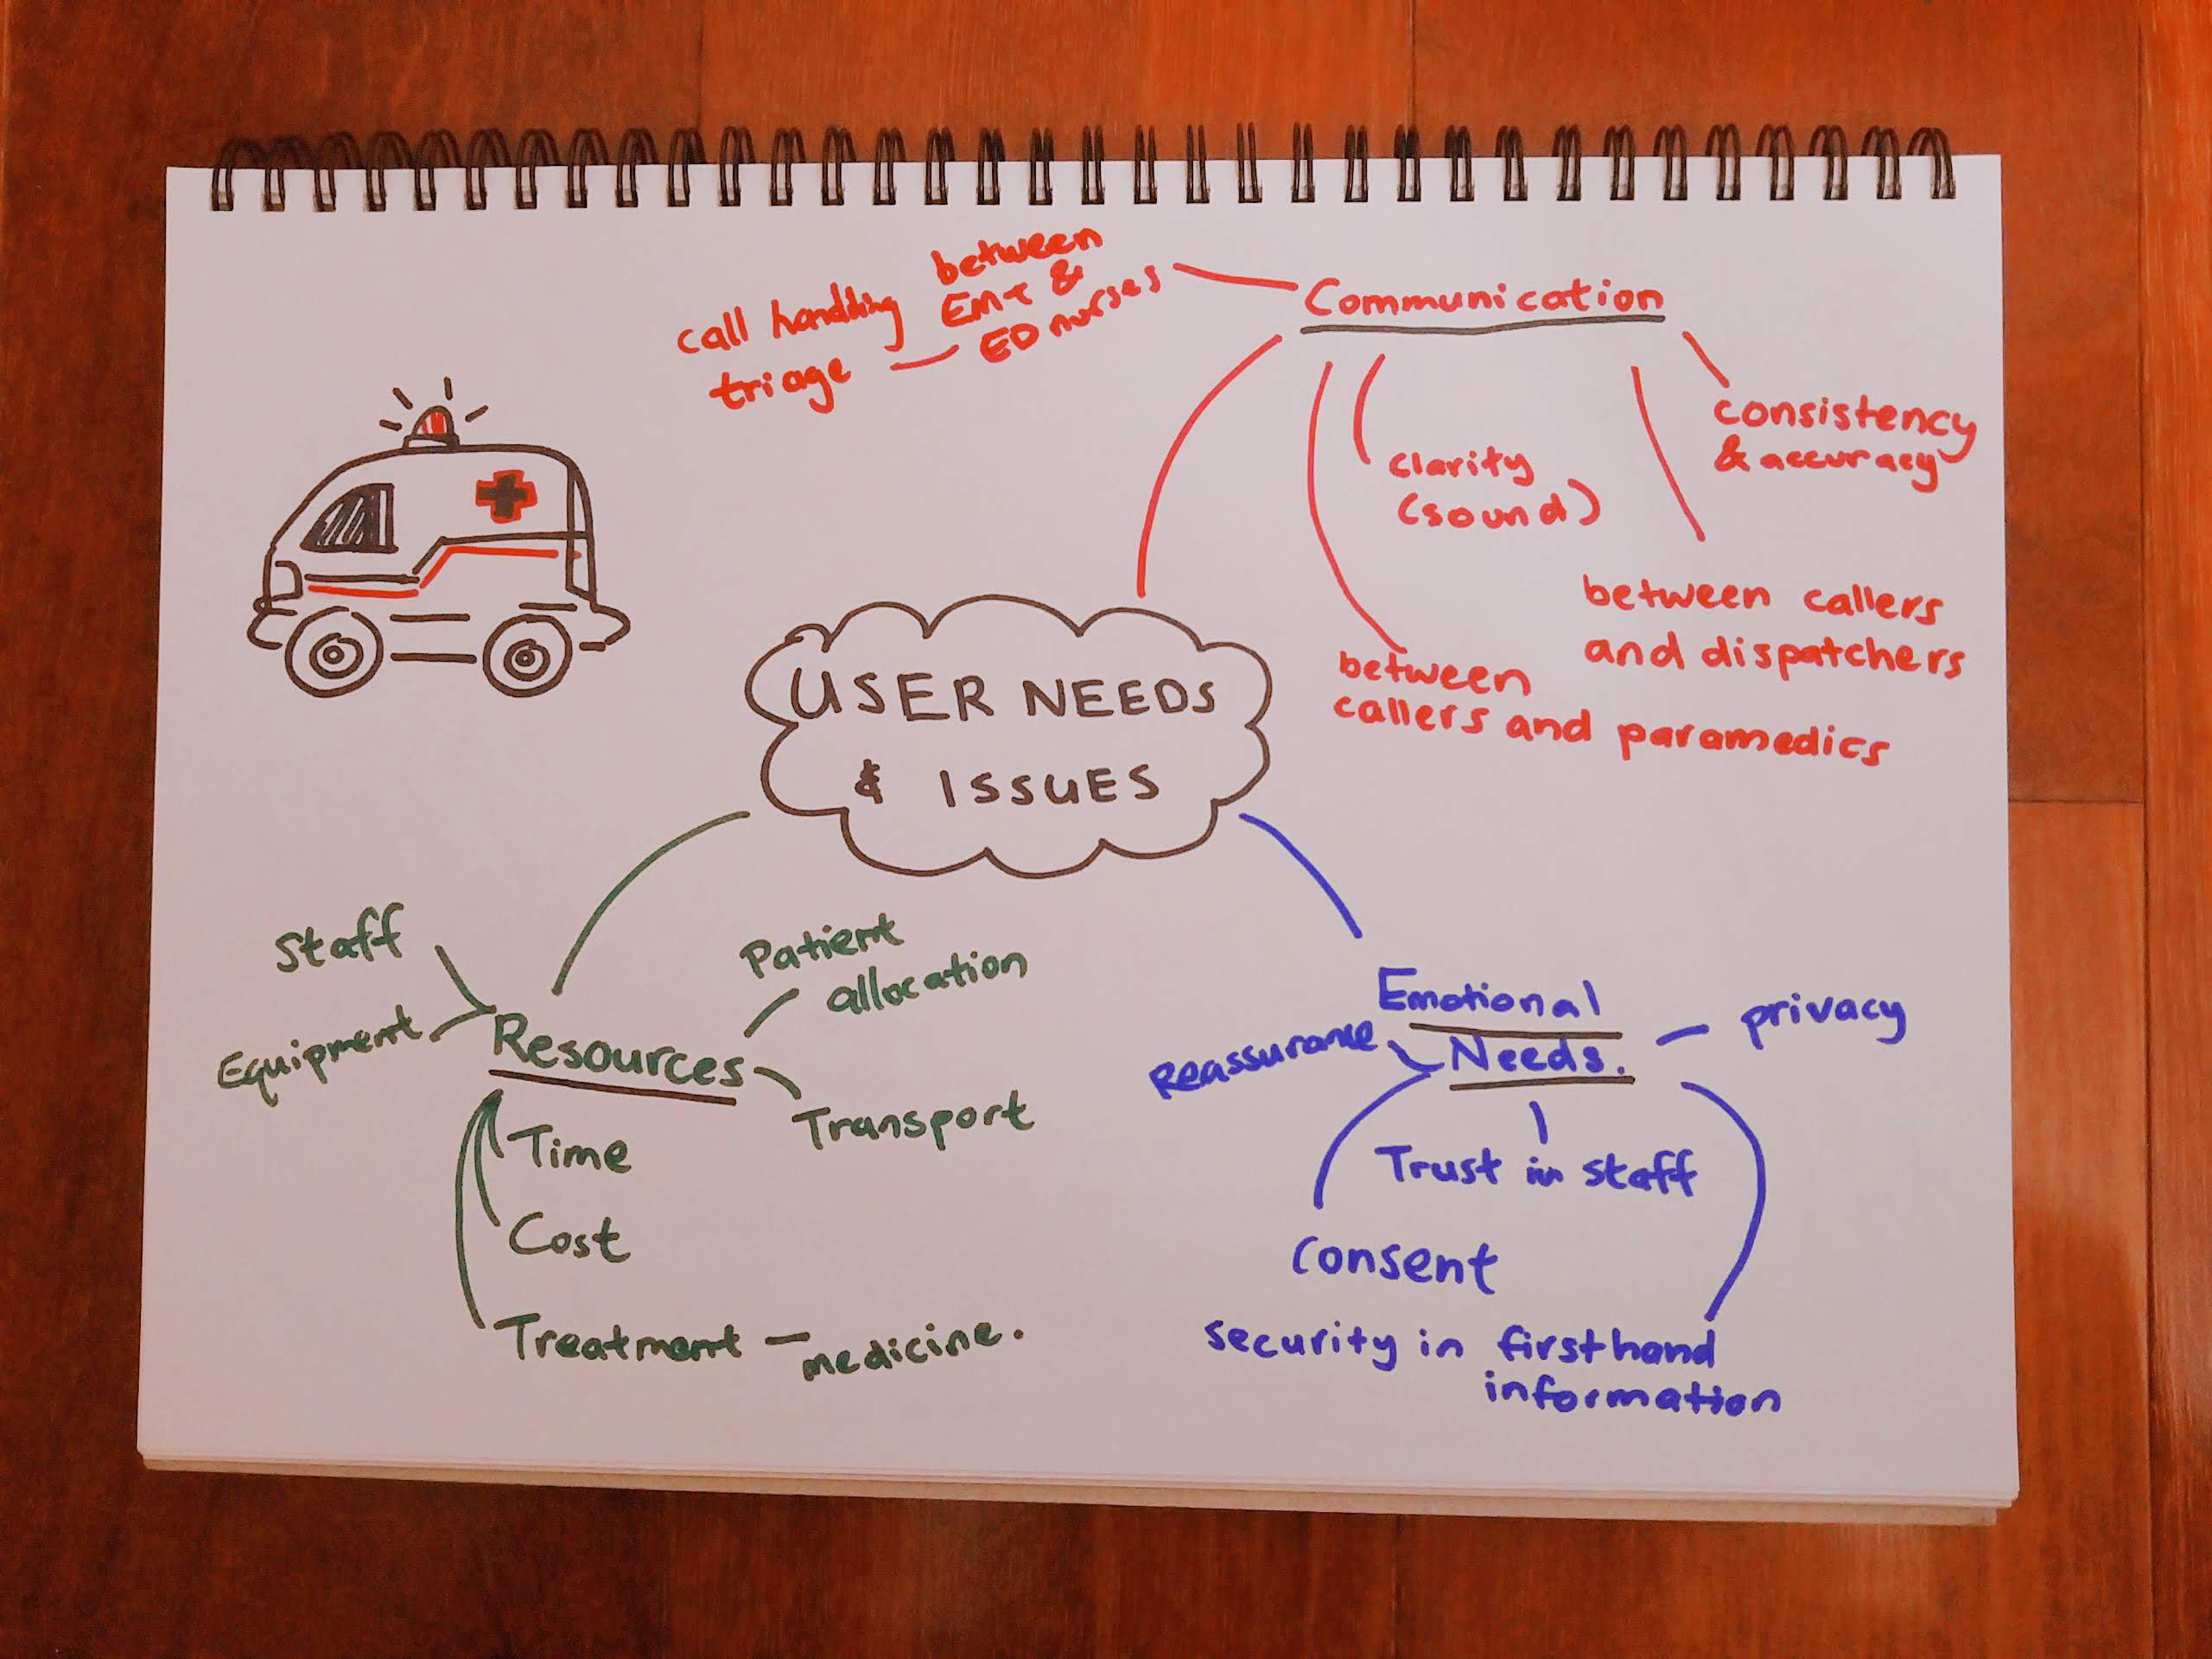 between
EMT &
ED nurses
call handling
triage
Communication
consistency
& accuracy
clarity
(sound)
between callers
and dispatchers
between
callers and paramedics
USER NEEDS
& ISSUES
Staff
Equipment
Resources
Patient
allocation
Transport
Time
Cost
Treatment - medicine.
Emotional
Needs.
Reassurance
privacy
Trust in staff
Consent
security in firsthand
information